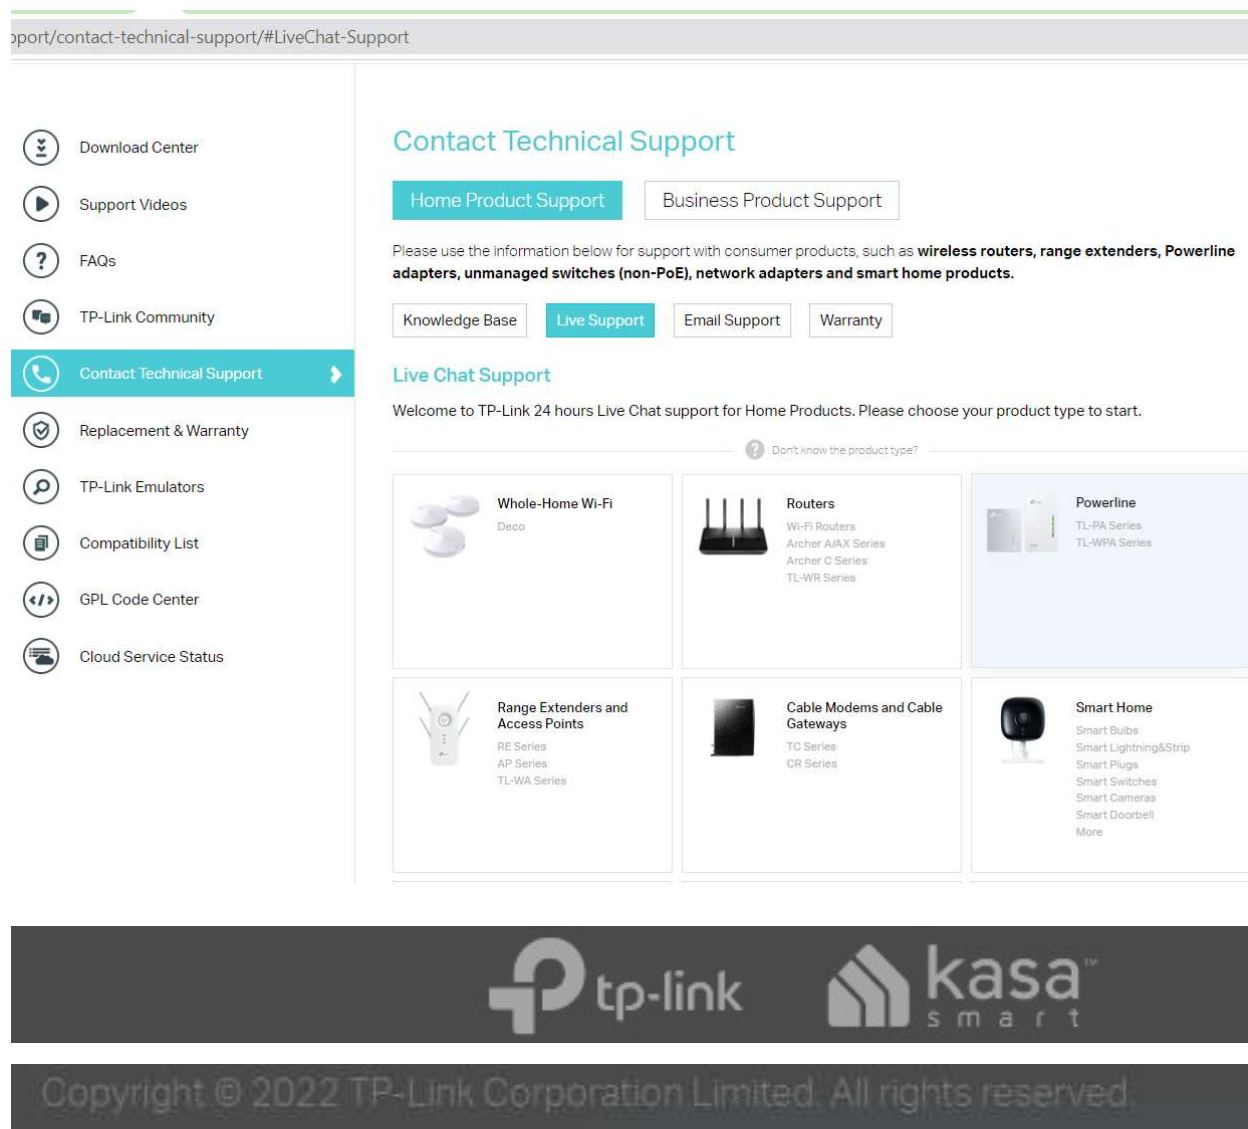 pport/contact-technical-support/#LiveChat-Support
Download Center
Support Videos
FAQs
TP-Link Community
Contact Technical Support
Replacement & Warranty
TP-Link Emulators
Compatibility List
GPL Code Center
Cloud Service Status
Contact Technical Support
Home Product Support
Business Product Support
Please use the information below for support with consumer products, such as wireless routers, range extenders, Powerline
adapters, unmanaged switches (non-PoE), network adapters and smart home products.
Knowledge Base
Live Support
Email Support
Warranty
Live Chat Support
Welcome to TP-Link 24 hours Live Chat support for Home Products. Please choose your product type to start.
Don't know the product type?
Whole-Home Wi-Fi
Deco
Routers
Wi-Fi Routers
Archer A/AX Series
Archer C Series
TL-WR Series
Powerline
TL-PA Series
TL-WPA Series
Range Extenders and
Access Points
RE Series
AP Series
TL-WA Series
Cable Modems and Cable
Gateways
TC Series
CR Series
Smart Home
Smart Bulbs
Smart Lightning&Strip
Smart Plugs
Smart Switches
Smart Cameras
Smart Doorbell
More
tp-link
kasa™
smart
Copyright © 2022 TP-Link Corporation Limited. All rights reserved.